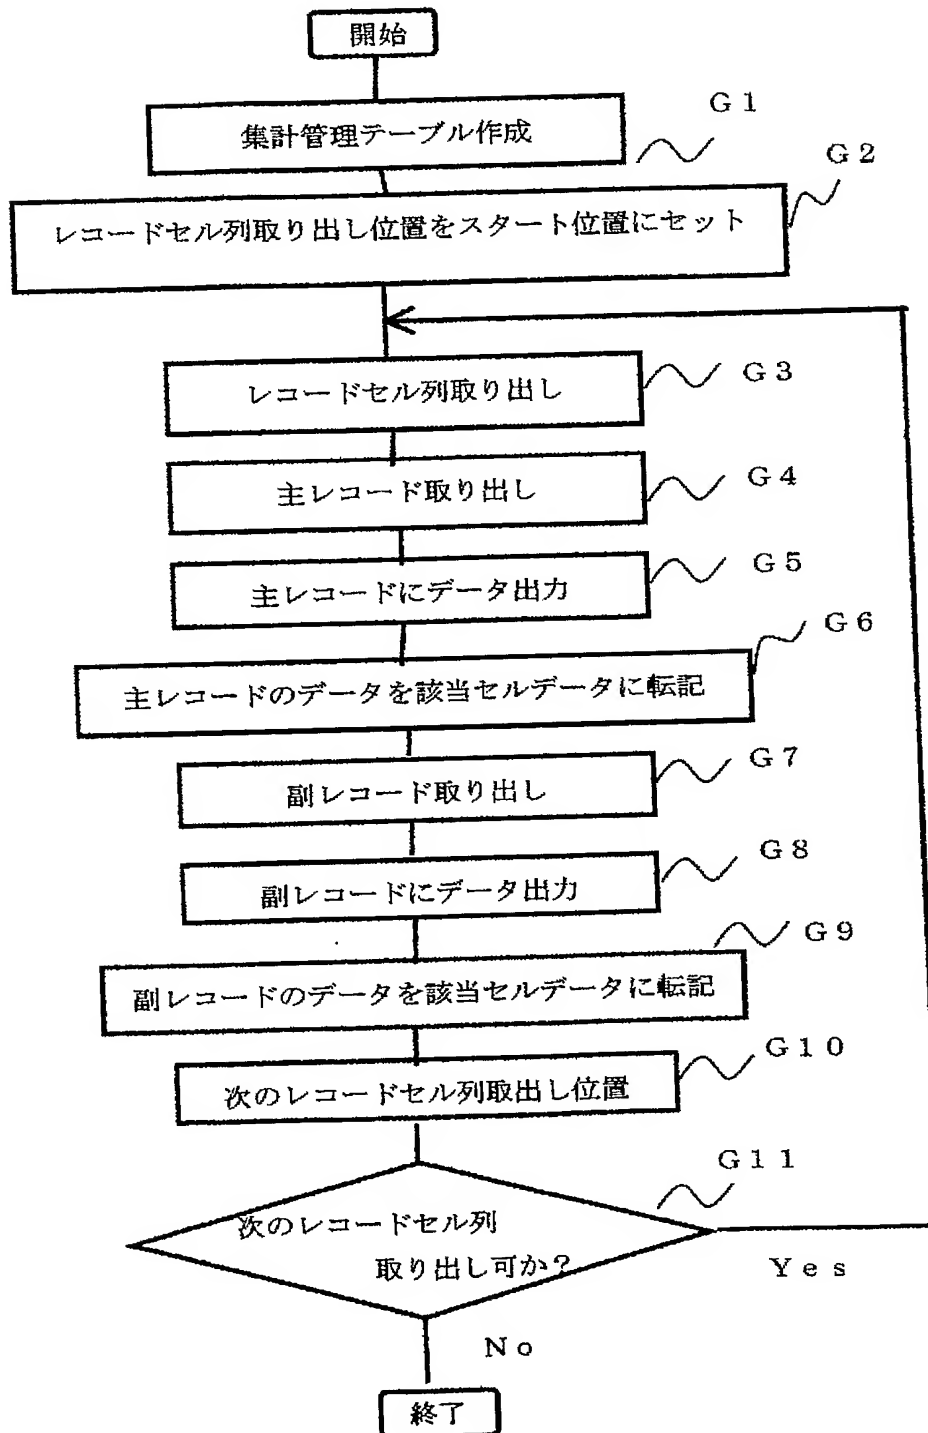 開始
集計管理テーブル作成
G1
レコードセル列取り出し位置をスタート位置にセット
G2
レコードセル列取り出し
G3
主レコード取り出し
G4
主レコードにデータ出力
G5
主レコードのデータを該当セルデータに転記
G6
副レコード取り出し
G7
副レコードにデータ出力
G8
副レコードのデータを該当セルデータに転記
G9
次のレコードセル列取出し位置
G10
次のレコードセル列
取り出し可か?
G11
Yes
No
終了